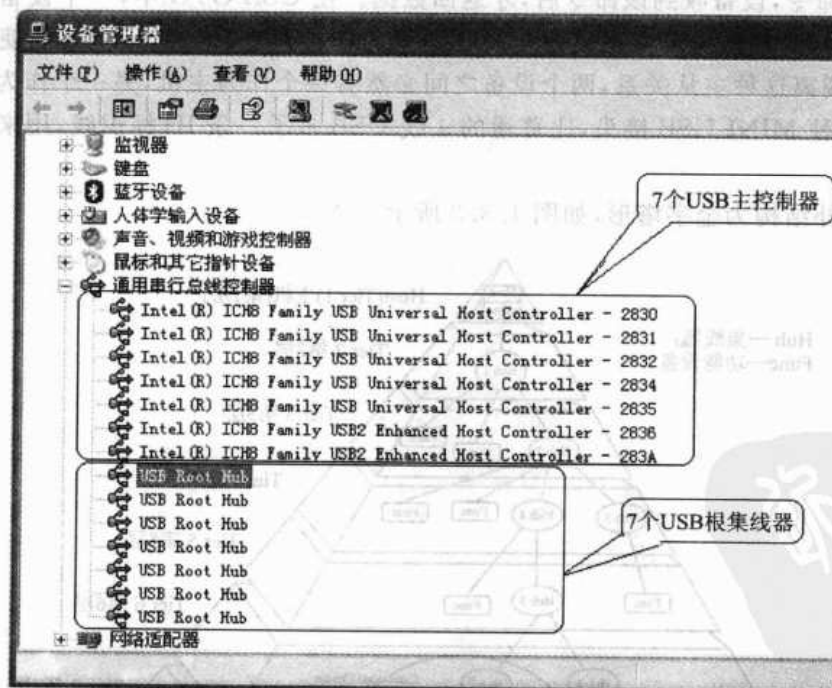 设备管理器
文件(F) 操作(A) 查看(V) 帮助(H)
监视器
键盘
蓝牙设备
人体学输入设备
声音、视频和游戏控制器
鼠标和其它指针设备
通用串行总线控制器
7个USB主控制器
Intel(R) ICH8 Family USB Universal Host Controller - 2830
Intel(R) ICH8 Family USB Universal Host Controller - 2831
Intel(R) ICH8 Family USB Universal Host Controller - 2832
Intel(R) ICH8 Family USB Universal Host Controller - 2834
Intel(R) ICH8 Family USB Universal Host Controller - 2835
Intel(R) ICH8 Family USB2 Enhanced Host Controller - 2836
Intel(R) ICH8 Family USB2 Enhanced Host Controller - 283A
USB Root Hub
USB Root Hub
USB Root Hub
USB Root Hub
USB Root Hub
USB Root Hub
USB Root Hub
7个USB根集线器
网络适配器